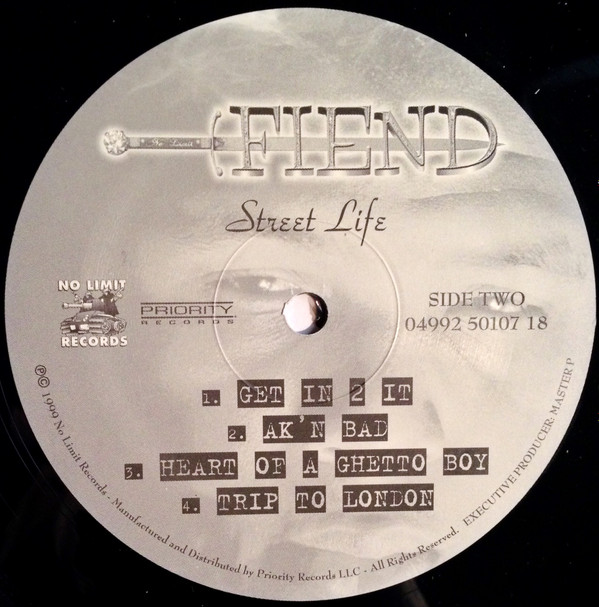 No Limit
FIEND
Street Life
NO LIMIT
RECORDS
PRIORITY
RECORDS
SIDE TWO
04992 50107 18
1. GET IN 2 IT
2. AK'N BAD
3. HEART OF A GHETTO BOY
4. TRIP TO LONDON
℗© 1999 No Limit Records - Manufactured and Distributed by Priority Records LLC - All Rights Reserved. EXECUTIVE PRODUCER: MASTER P